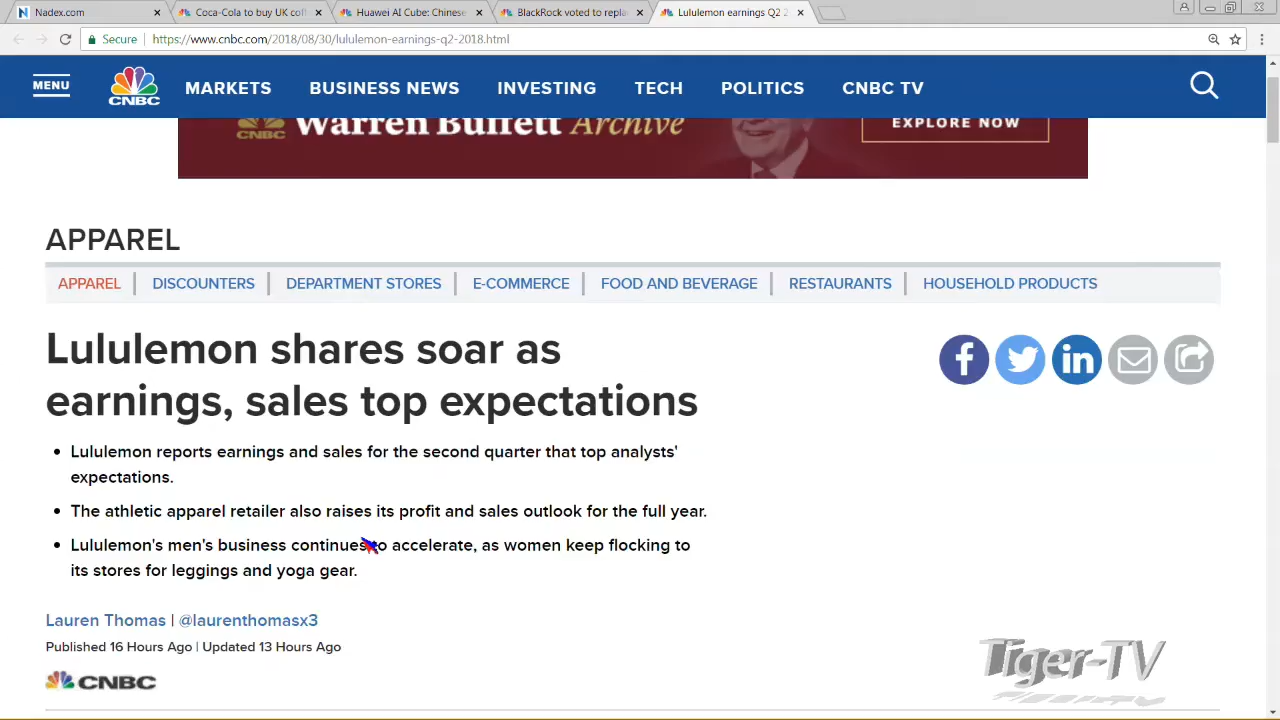 Nadex.com
Coca-Cola to buy UK coff
Huawei AI Cube: Chinese
BlackRock voted to repla
Lululemon earnings Q2 2
Secure https://www.cnbc.com/2018/08/30/lululemon-earnings-q2-2018.html
MENU CNBC MARKETS BUSINESS NEWS INVESTING TECH POLITICS CNBC TV
CNBC Warren Buffett Archive EXPLORE NOW
APPAREL
APPAREL DISCOUNTERS DEPARTMENT STORES E-COMMERCE FOOD AND BEVERAGE RESTAURANTS HOUSEHOLD PRODUCTS
Lululemon shares soar as
earnings, sales top expectations
• Lululemon reports earnings and sales for the second quarter that top analysts'
expectations.
• The athletic apparel retailer also raises its profit and sales outlook for the full year.
• Lululemon's men's business continues to accelerate, as women keep flocking to
its stores for leggings and yoga gear.
Lauren Thomas | @laurenthomasx3
Published 16 Hours Ago | Updated 13 Hours Ago
CNBC
Tiger-TV